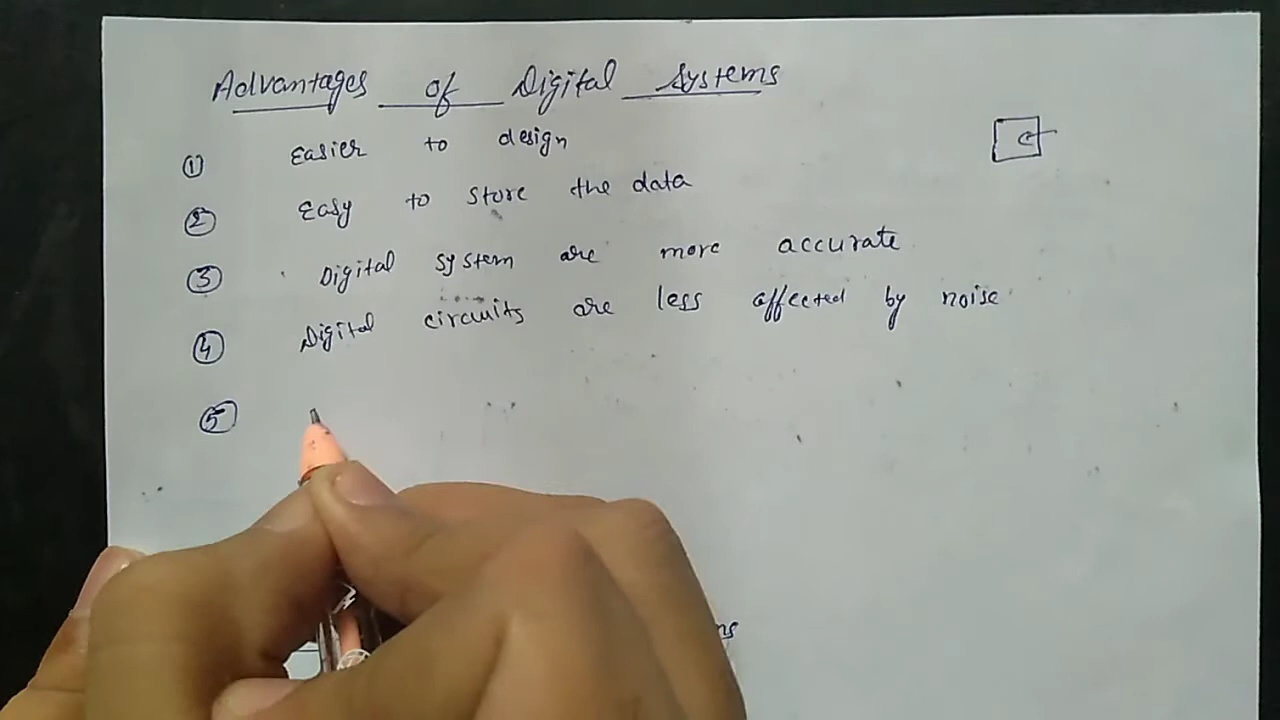 Advantages of Digital Systems
① Easier to design
② Easy to store the data
③ Digital system are more accurate
④ Digital circuits are less affected by noise
⑤